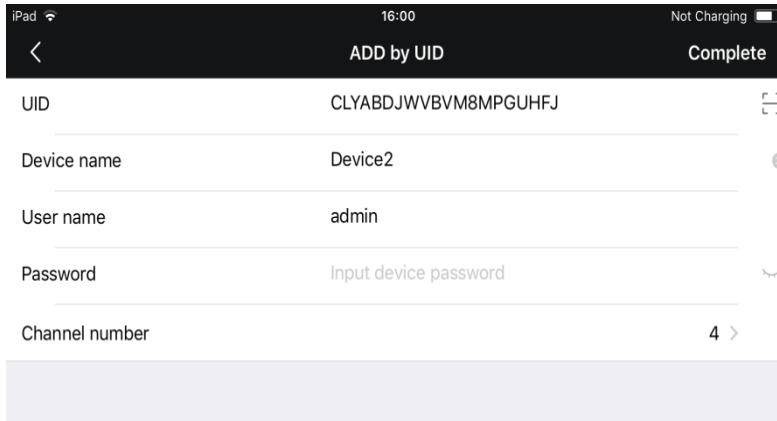 iPad 16:00 Not Charging
ADD by UID Complete
UID CLYABDJWVBVM8MPGUHFJ
Device name Device2
User name admin
Password Input device password
Channel number 4